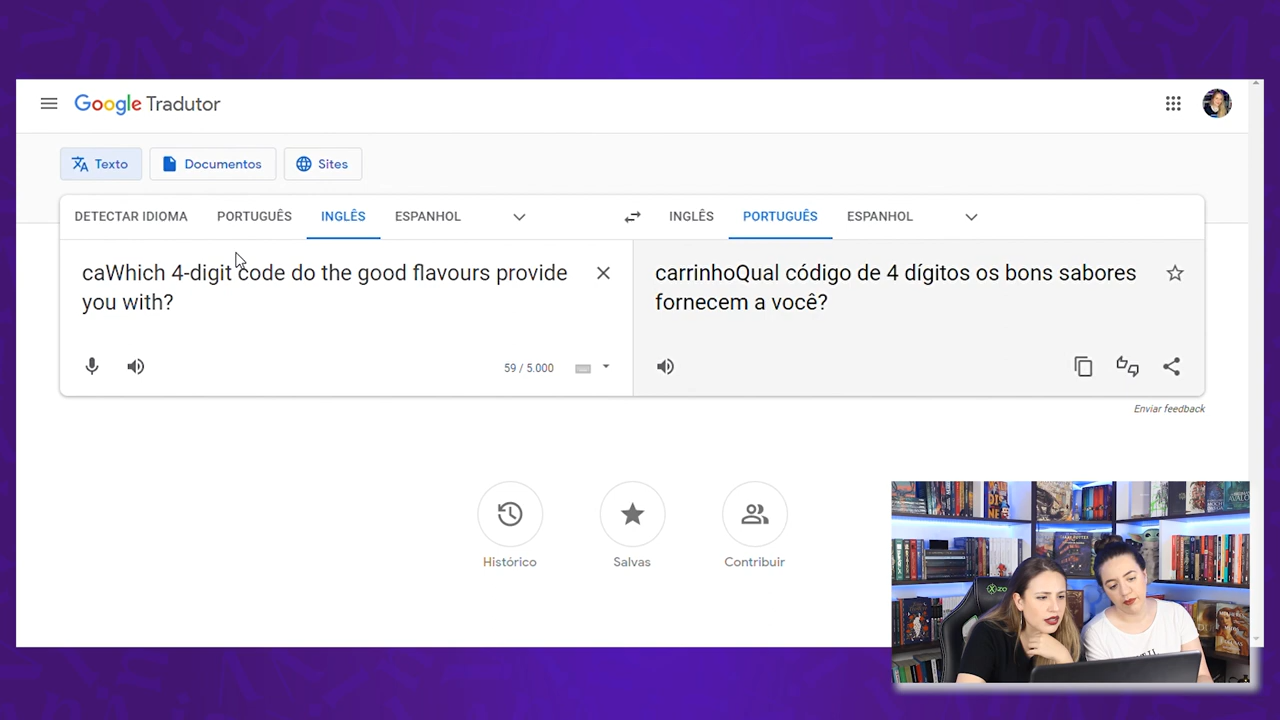 Google Tradutor
Texto
Documentos
Sites
DETECTAR IDIOMA
PORTUGUÊS
INGLÊS
ESPANHOL
INGLÊS
PORTUGUÊS
ESPANHOL
caWhich 4-digit code do the good flavours provide
you with?
carrinhoQual código de 4 dígitos os bons sabores
fornecem a você?
59 / 5.000
Enviar feedback
Histórico
Salvas
Contribuir